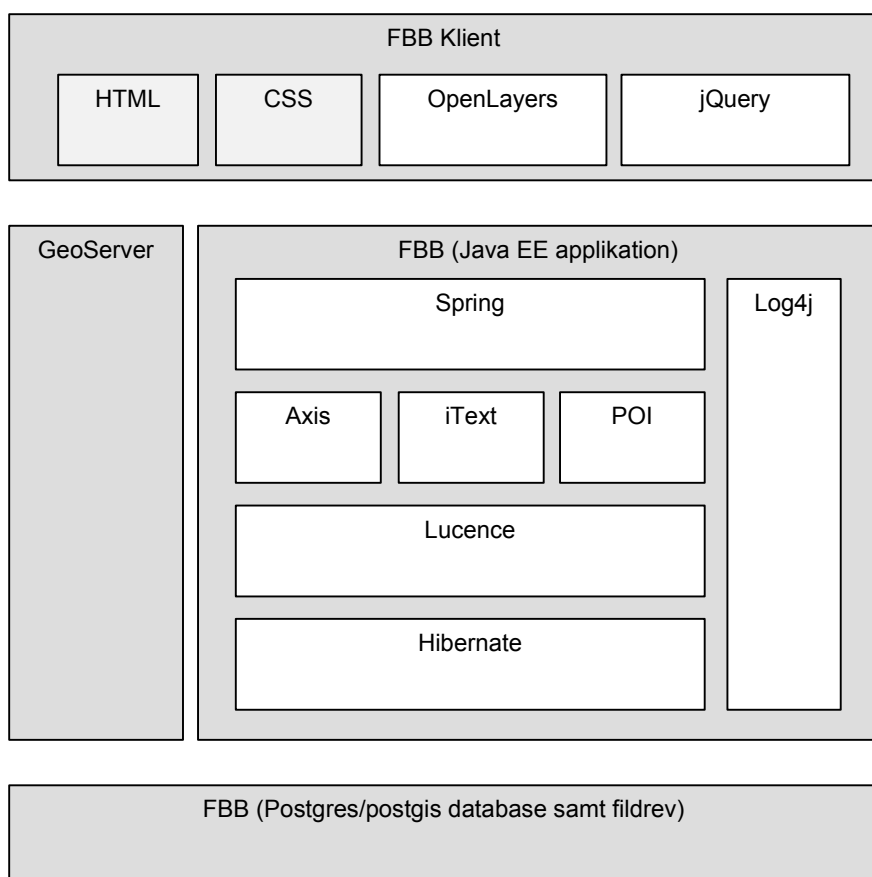 FBB Klient
HTML
CSS
OpenLayers
jQuery
GeoServer
FBB (Java EE applikation)
Spring
Log4j
Axis
iText
POI
Lucence
Hibernate
FBB (Postgres/postgis database samt fildrev)